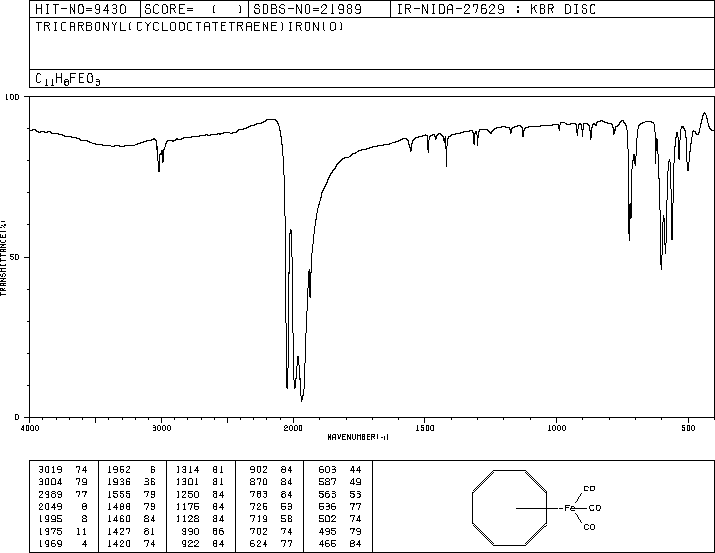 HIT-NO=9430 SCORE= ( ) SDBS-NO=21989 IR-NIDA-27629 : KBR DISC
TRICARBONYL(CYCLOOCTATETRAENE)IRON(0)
C11H8FEO3
100
50
0
TRANSMITTANCE(%)
4000 3000 2000 1500 1000 500
WAVENUMBER(-1)
3019 74 1962 6 1314 81 902 84 603 44
3004 79 1936 36 1301 81 870 84 587 49
2989 77 1555 79 1250 84 783 84 563 53
2049 8 1488 79 1176 84 726 53 536 77
1995 8 1460 84 1128 84 719 58 502 74
1975 11 1427 81 990 86 702 74 495 79
1969 4 1420 74 922 84 624 77 466 84
CO
Fe CO
CO